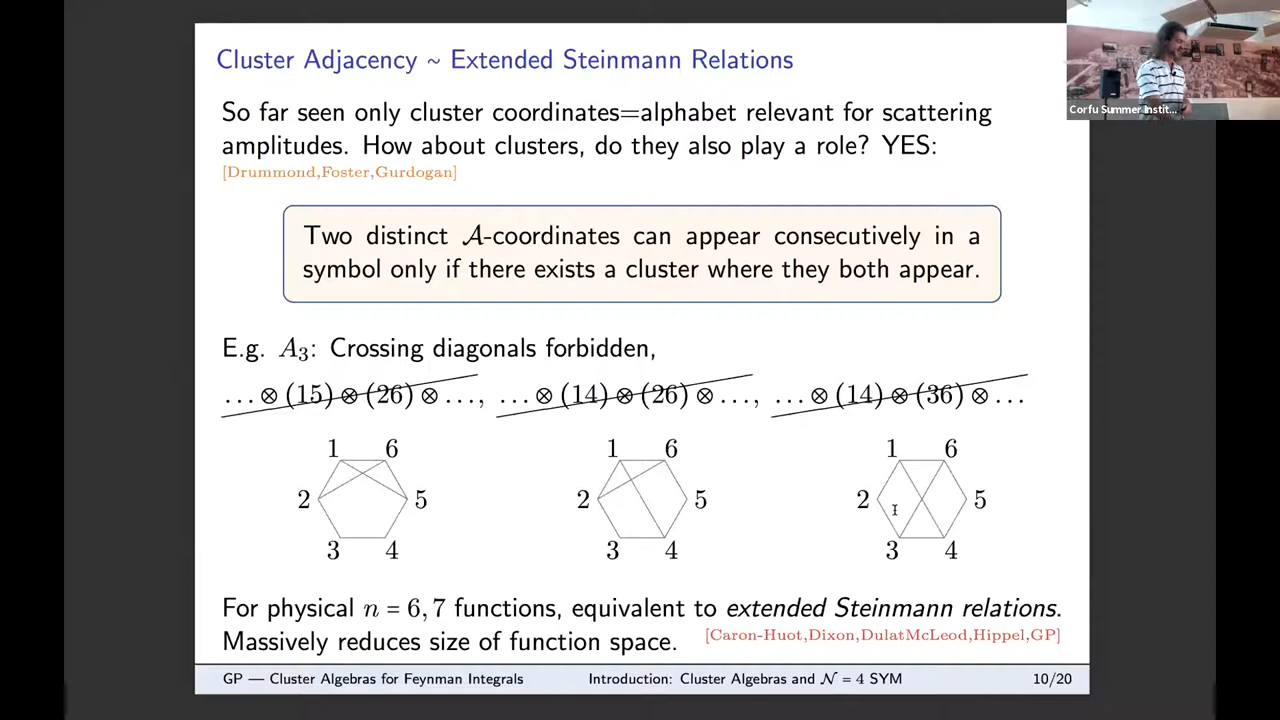 Cluster Adjacency ~ Extended Steinmann Relations
So far seen only cluster coordinates=alphabet relevant for scattering
amplitudes. How about clusters, do they also play a role? YES:
[Drummond,Foster,Gurdogan]
Two distinct 𝒜-coordinates can appear consecutively in a
symbol only if there exists a cluster where they both appear.
E.g. A₃: Crossing diagonals forbidden,
… ⊗ (15) ⊗ (26) ⊗ …, … ⊗ (14) ⊗ (26) ⊗ …, … ⊗ (14) ⊗ (36) ⊗ …
1 6 1 6 1 6
2 5 2 5 2 5
3 4 3 4 3 4
For physical n = 6, 7 functions, equivalent to extended Steinmann relations.
Massively reduces size of function space. [Caron-Huot,Dixon,DulatMcLeod,Hippel,GP]
GP — Cluster Algebras for Feynman Integrals Introduction: Cluster Algebras and 𝒩 = 4 SYM 10/20
Corfu Summer Instit...